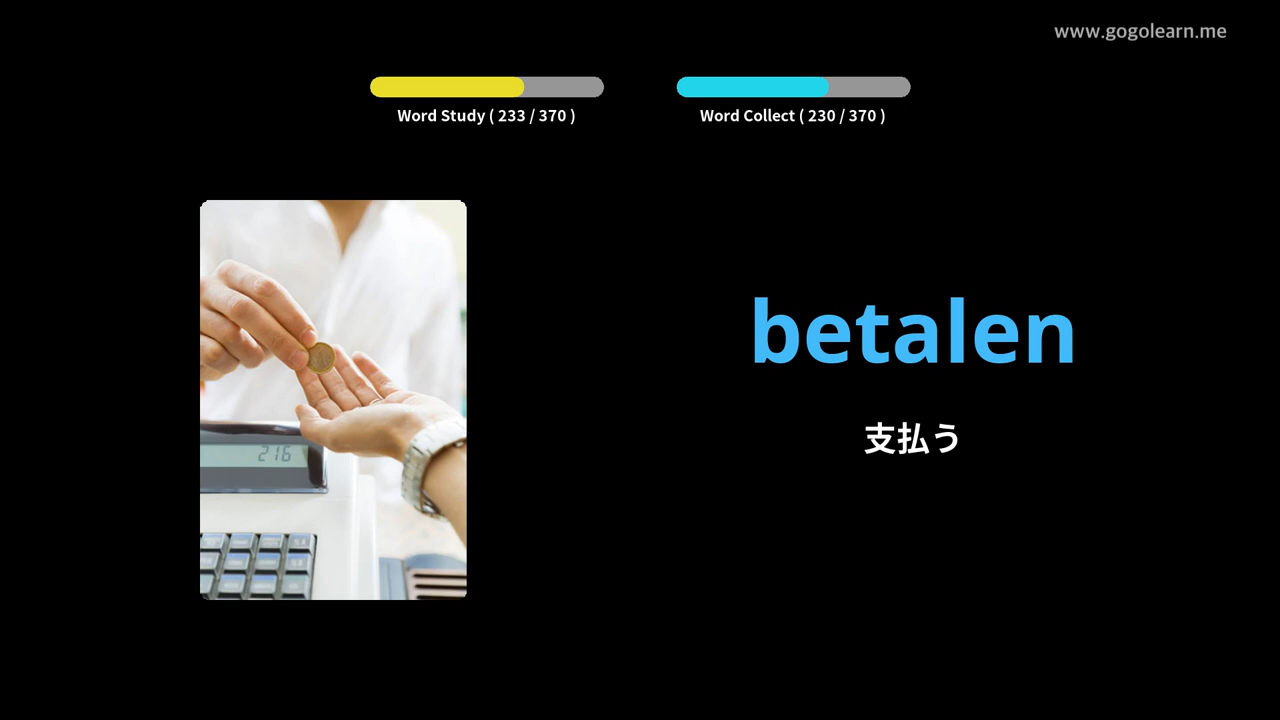 www.gogolearn.me
Word Study ( 233 / 370 )
Word Collect ( 230 / 370 )
betalen
支払う
216